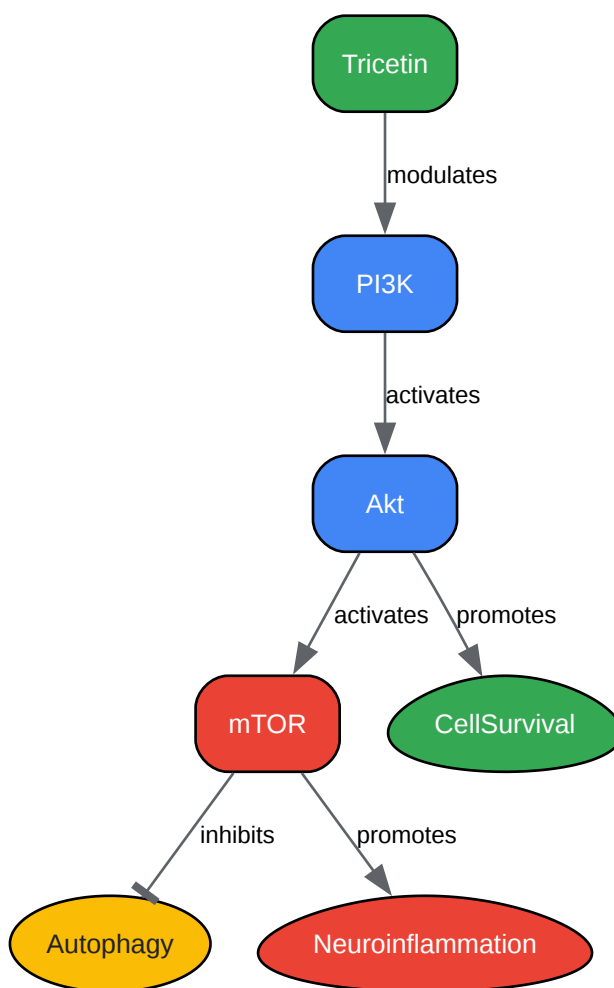 Tricetin
modulates
PI3K
activates
Akt
activates promotes
mTOR CellSurvival
inhibits promotes
Autophagy Neuroinflammation